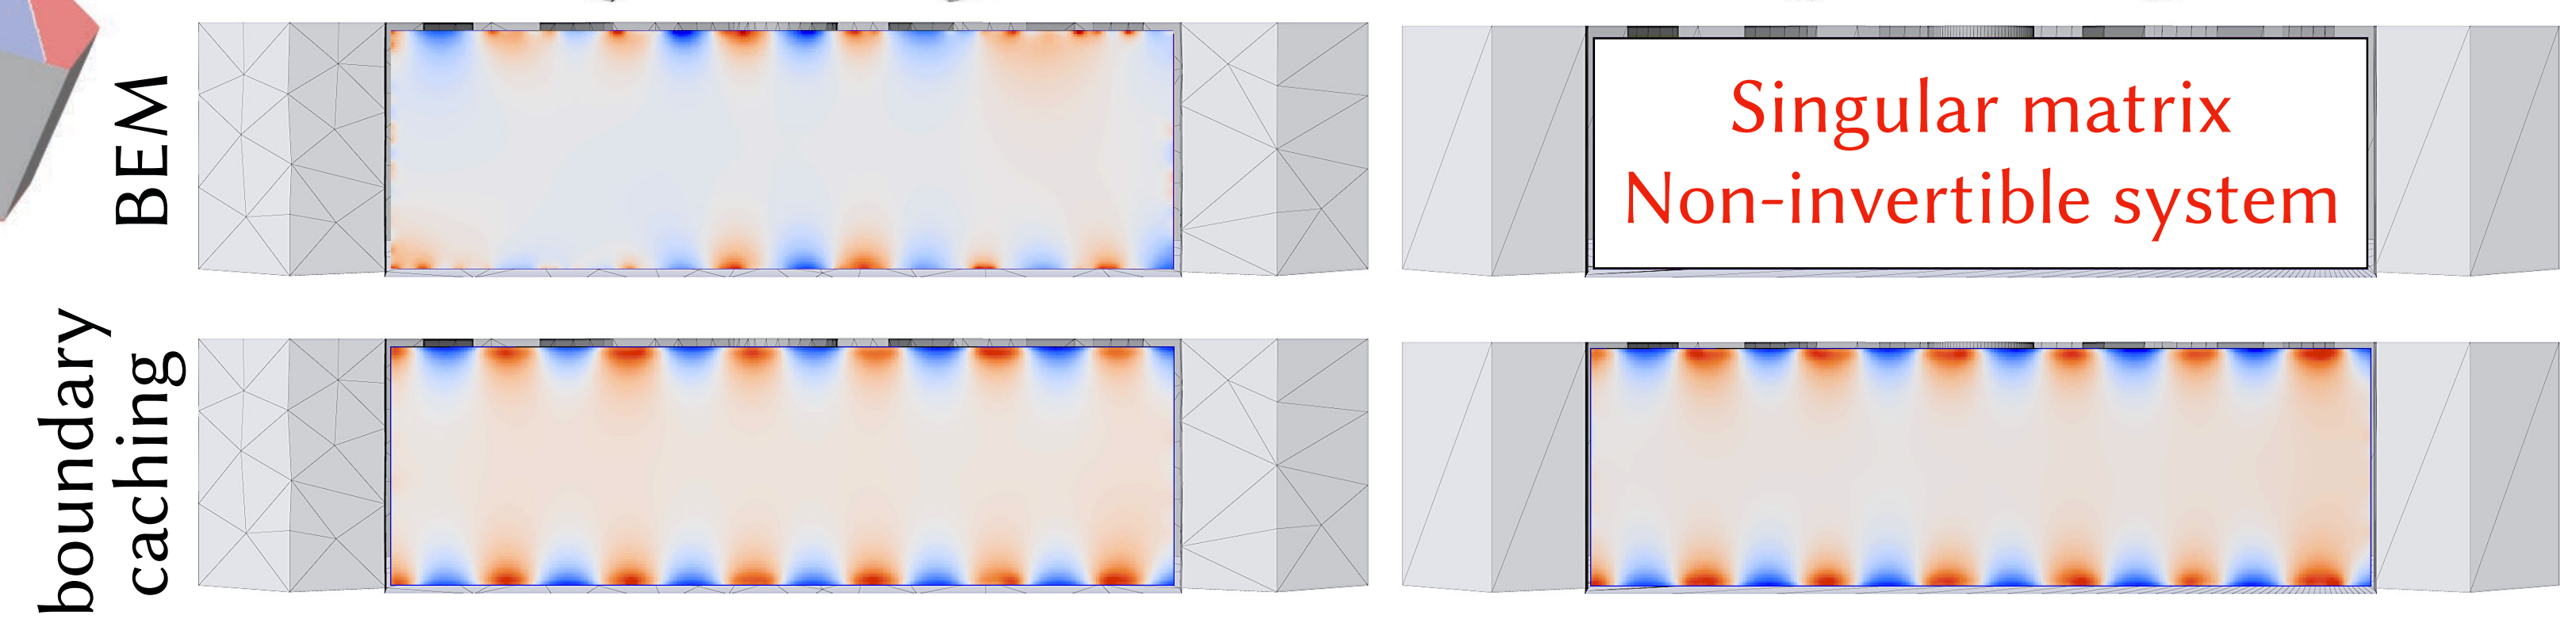 BEM
Singular matrix
Non-invertible system
boundary
caching